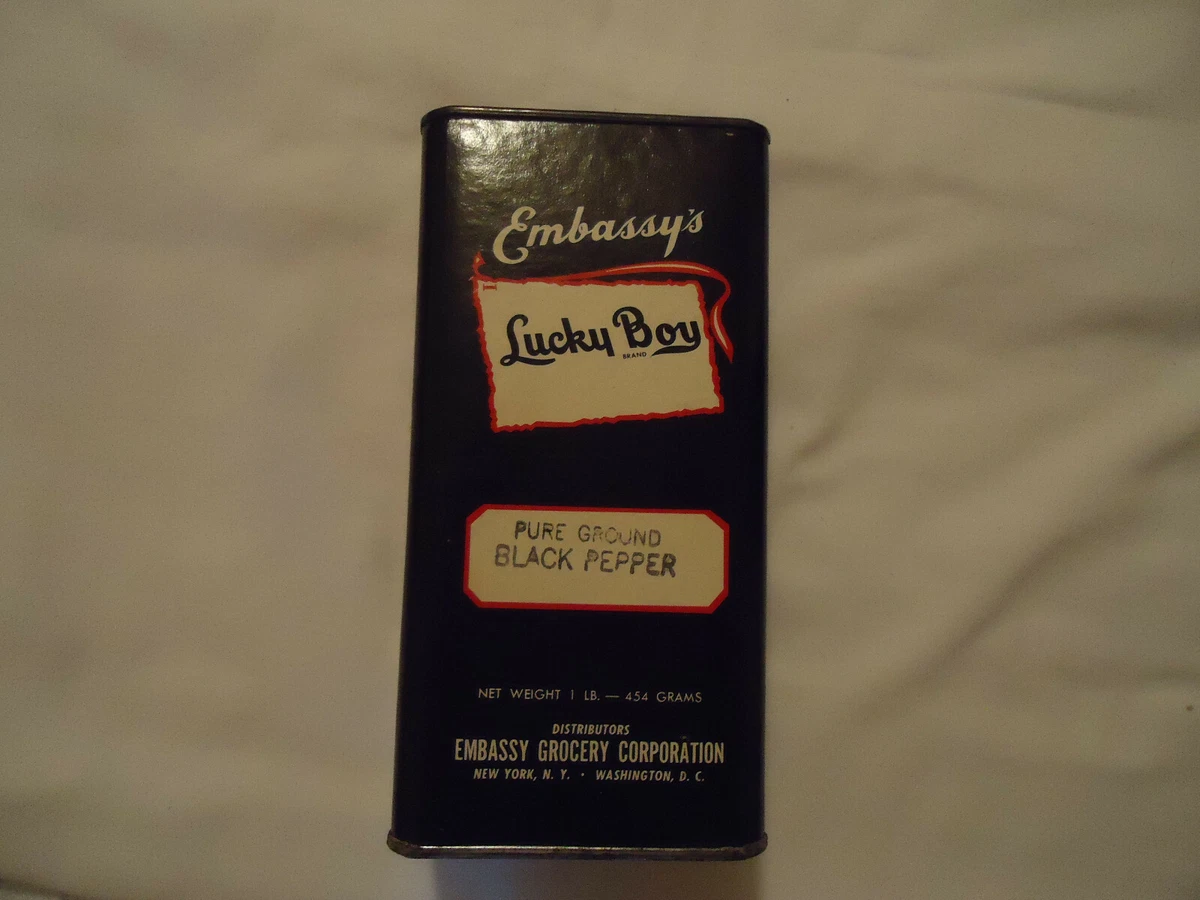 Embassy's
Lucky Boy
BRAND
PURE GROUND
BLACK PEPPER
NET WEIGHT 1 LB. — 454 GRAMS
DISTRIBUTORS
EMBASSY GROCERY CORPORATION
NEW YORK, N. Y. · WASHINGTON, D. C.